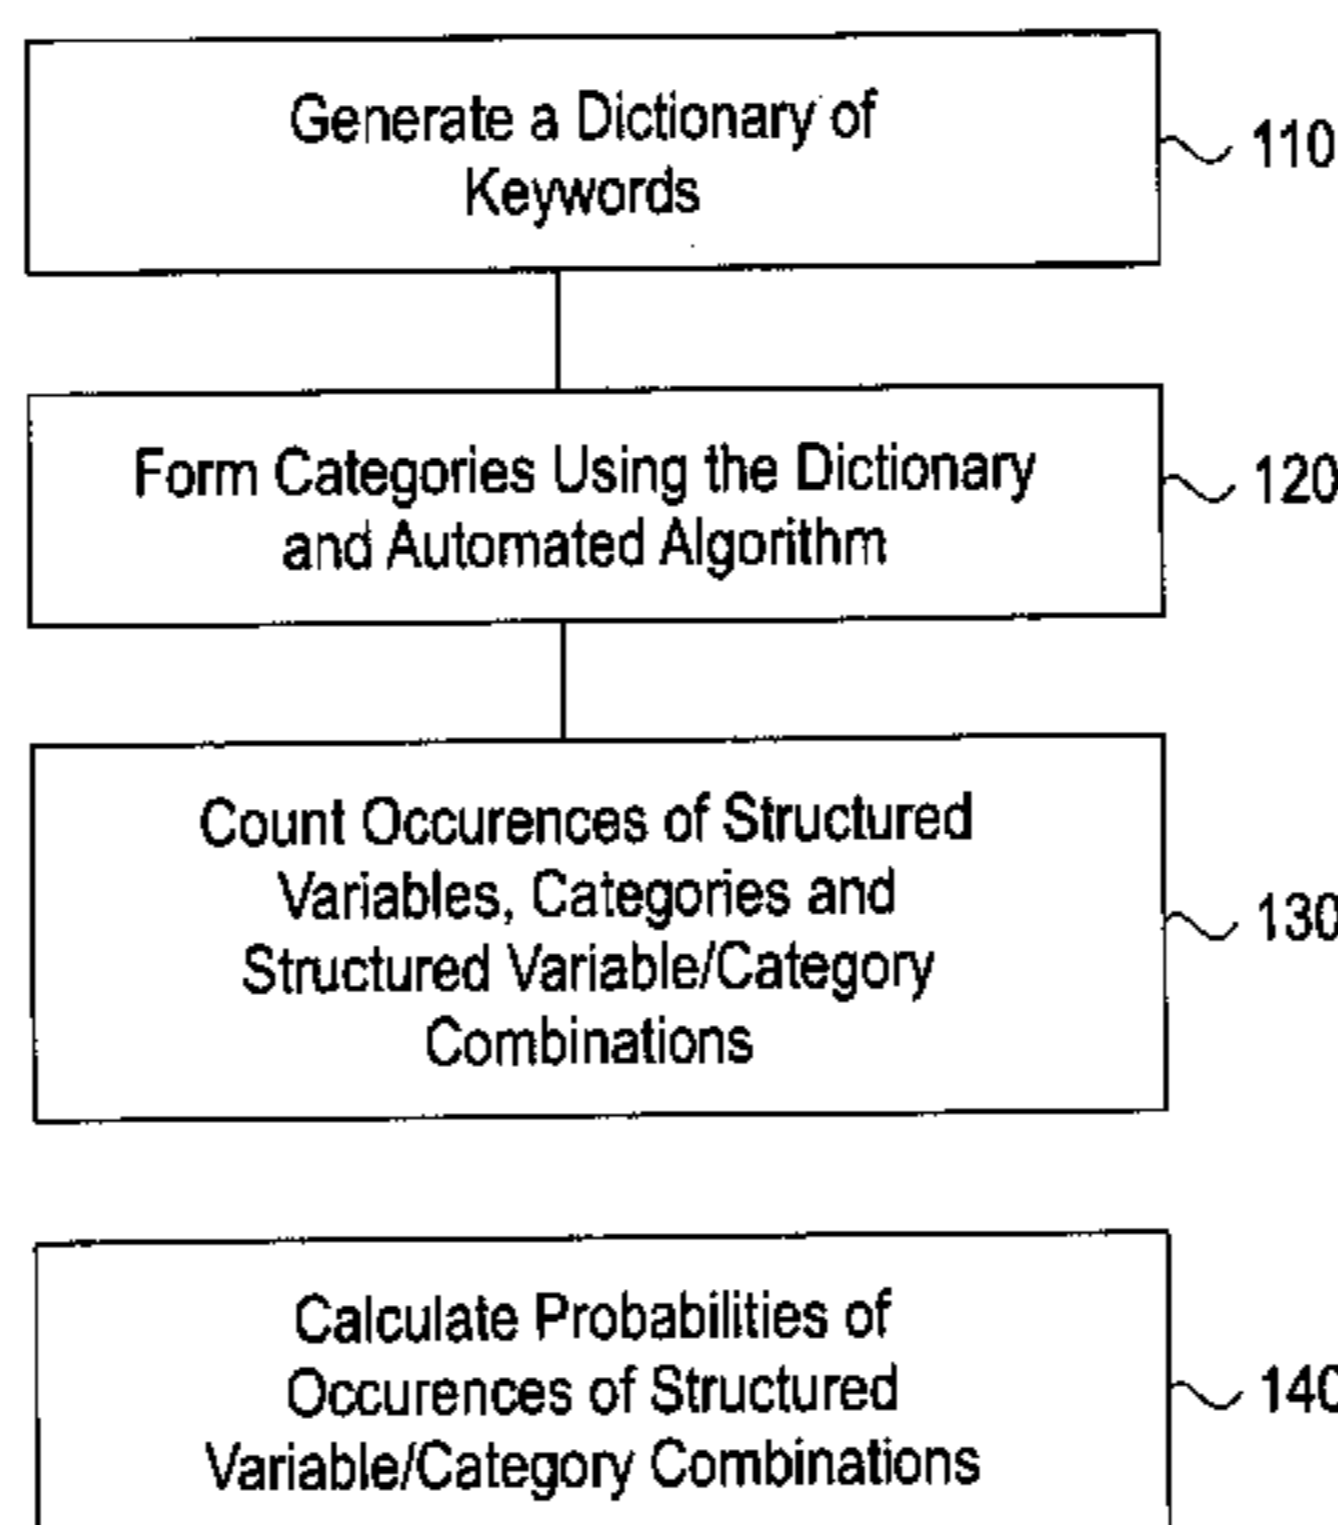 Generate a Dictionary of
Keywords
110
Form Categories Using the Dictionary
and Automated Algorithm
120
Count Occurences of Structured
Variables, Categories and
Structured Variable/Category
Combinations
130
Calculate Probabilities of
Occurences of Structured
Variable/Category Combinations
140